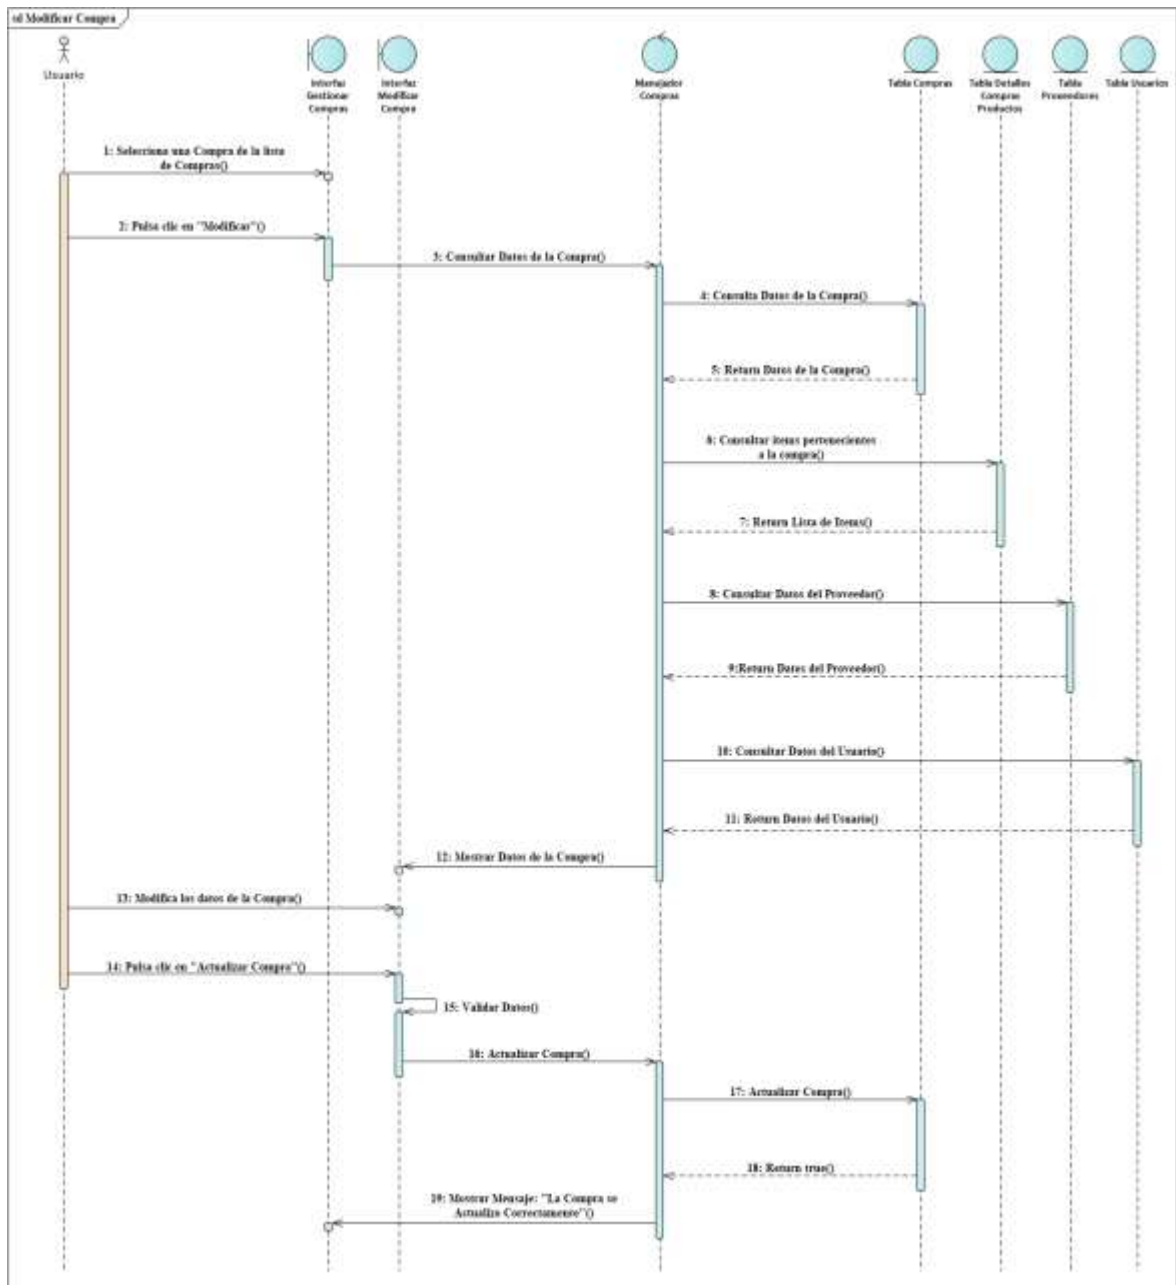 sd Modificar Compra
Usuario
Interfaz
Gestionar
Compras
Interfaz
Modificar
Compra
Manejador
Compras
Tabla Compras
Tabla Detalles
Compras
Productos
Tabla
Proveedores
Tabla Usuarios
1: Selecciona una Compra de la lista
de Compras()
2: Pulsa clic en "Modificar"()
3: Consultar Datos de la Compra()
4: Consulta Datos de la Compra()
5: Return Datos de la Compra()
6: Consultar items pertenecientes
a la compra()
7: Return Lista de Items()
8: Consultar Datos del Proveedor()
9:Return Datos del Proveedor()
10: Consultar Datos del Usuario()
11: Return Datos del Usuario()
12: Mostrar Datos de la Compra()
13: Modifica los datos de la Compra()
14: Pulsa clic en "Actualizar Compra"()
15: Validar Datos()
16: Actualizar Compra()
17: Actualizar Compra()
18: Return true()
19: Mostrar Mensaje: "La Compra se
Actualizo Correctamente"()